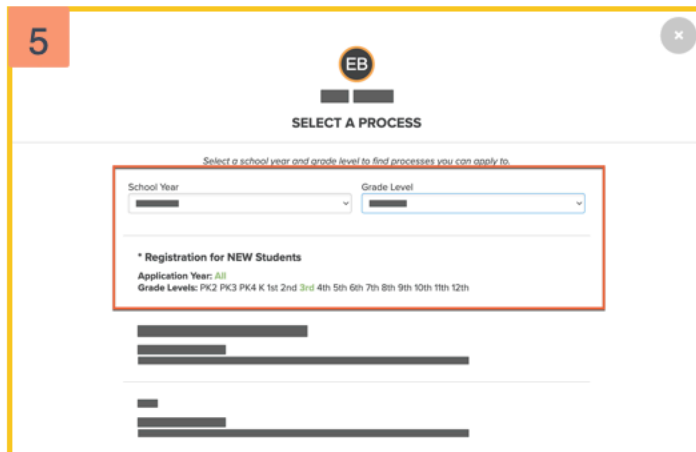 5
×
EB
SELECT A PROCESS
Select a school year and grade level to find processes you can apply to.
School Year
Grade Level
* Registration for NEW Students
Application Year: All
Grade Levels: PK2 PK3 PK4 K 1st 2nd 3rd 4th 5th 6th 7th 8th 9th 10th 11th 12th